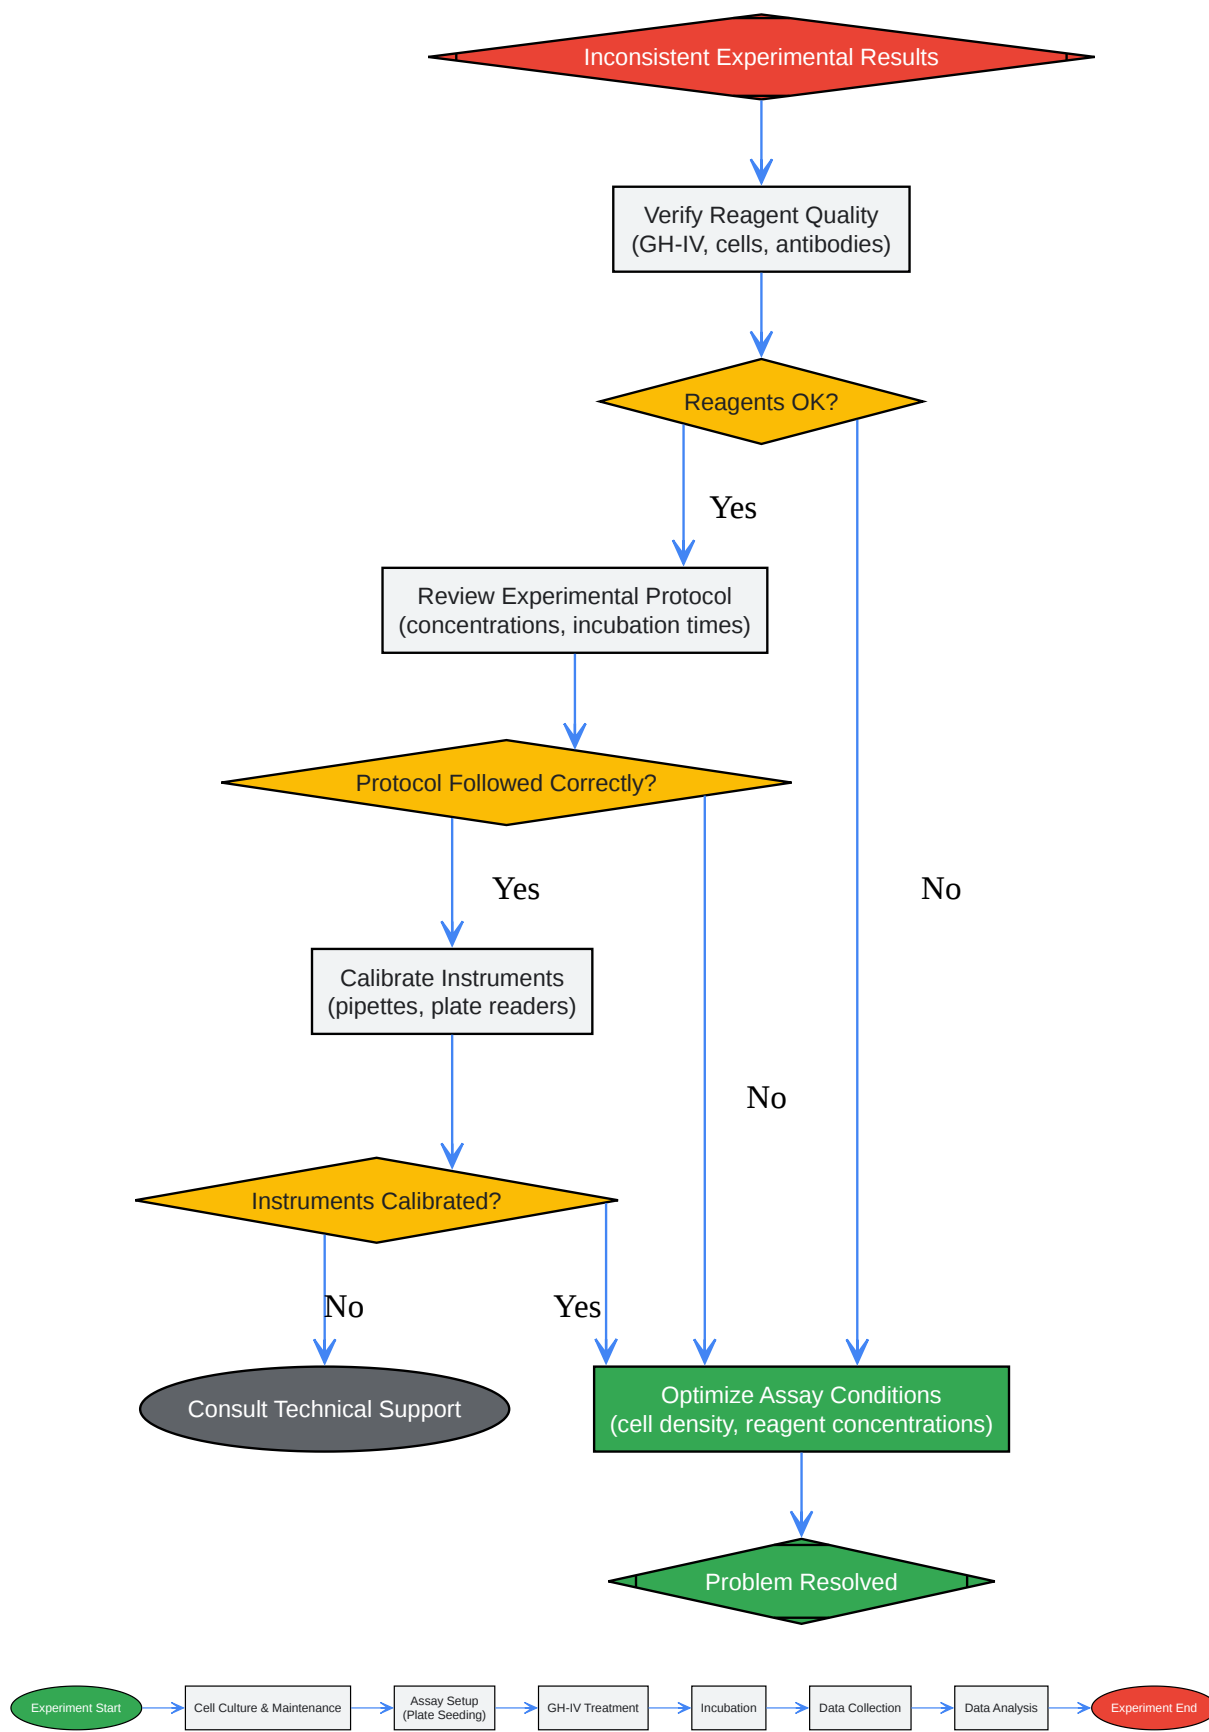 Inconsistent Experimental Results
Verify Reagent Quality
(GH-IV, cells, antibodies)
Reagents OK?
Yes
Review Experimental Protocol
(concentrations, incubation times)
Protocol Followed Correctly?
Yes
No
Calibrate Instruments
(pipettes, plate readers)
No
Instruments Calibrated?
No
Yes
Consult Technical Support
Optimize Assay Conditions
(cell density, reagent concentrations)
Problem Resolved
Experiment Start
Cell Culture & Maintenance
Assay Setup
(Plate Seeding)
GH-IV Treatment
Incubation
Data Collection
Data Analysis
Experiment End